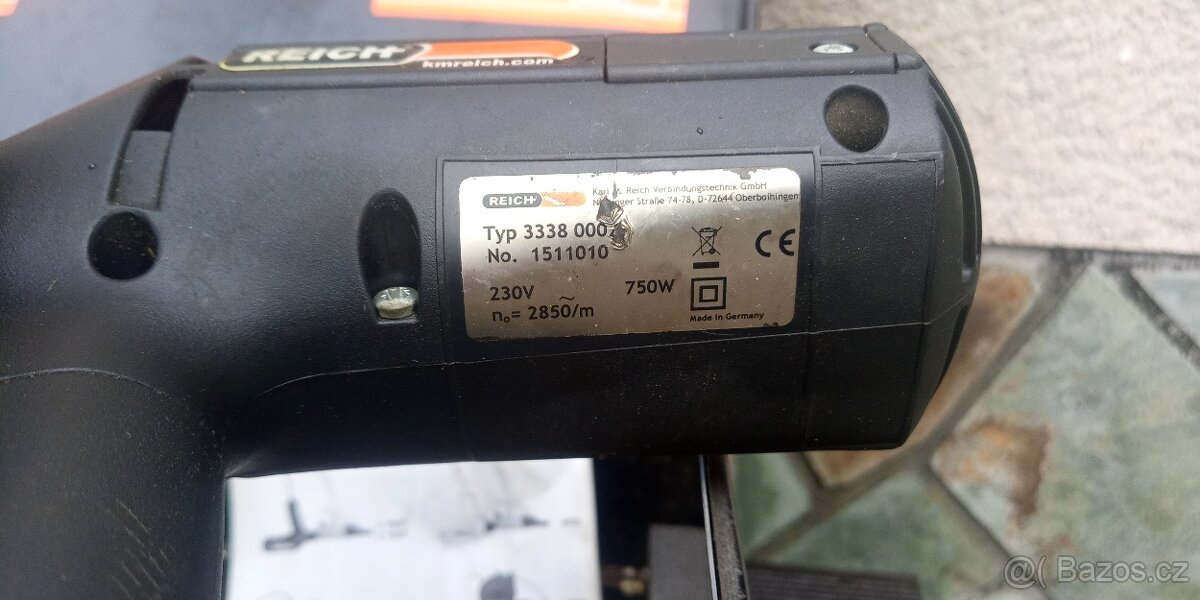 REICH
kmreich.com
REICH
Karl M. Reich Verbindungstechnik GmbH
Straße 74-78, D-72644 Oberboihingen
Typ 3338 000
No. 1511010
CE
230V ~ 750W
n₀= 2850/m
Made in Germany
@( Bazos.cz